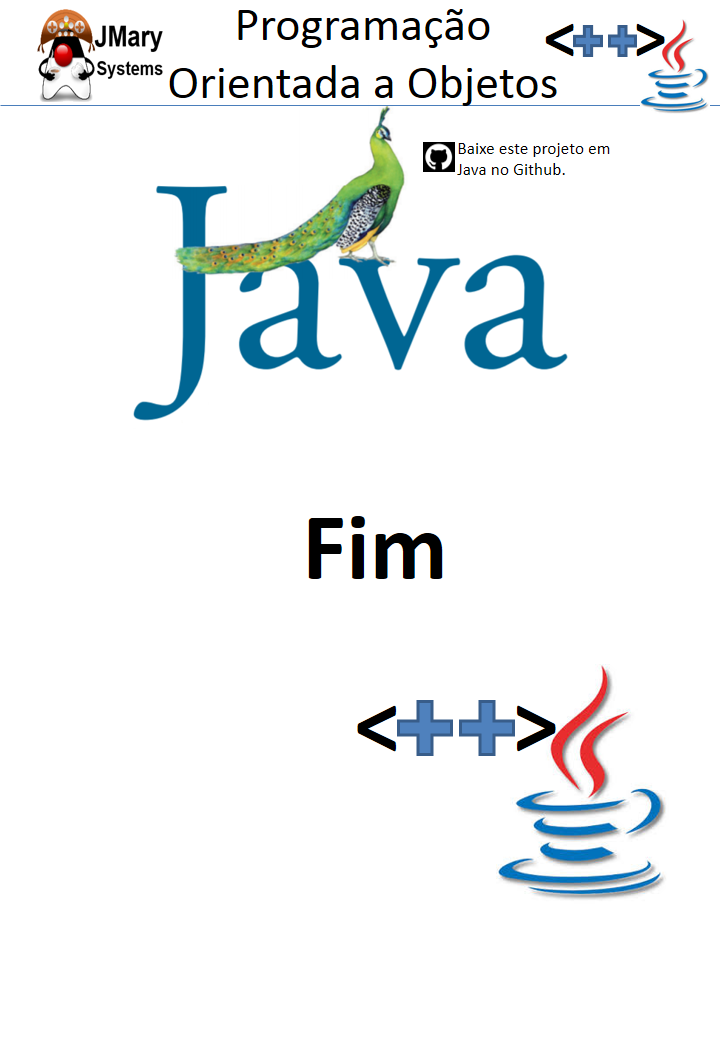 JMary
Systems
Programação
Orientada a Objetos
<++>
Baixe este projeto em
Java no Github.
Java
Fim
<++>